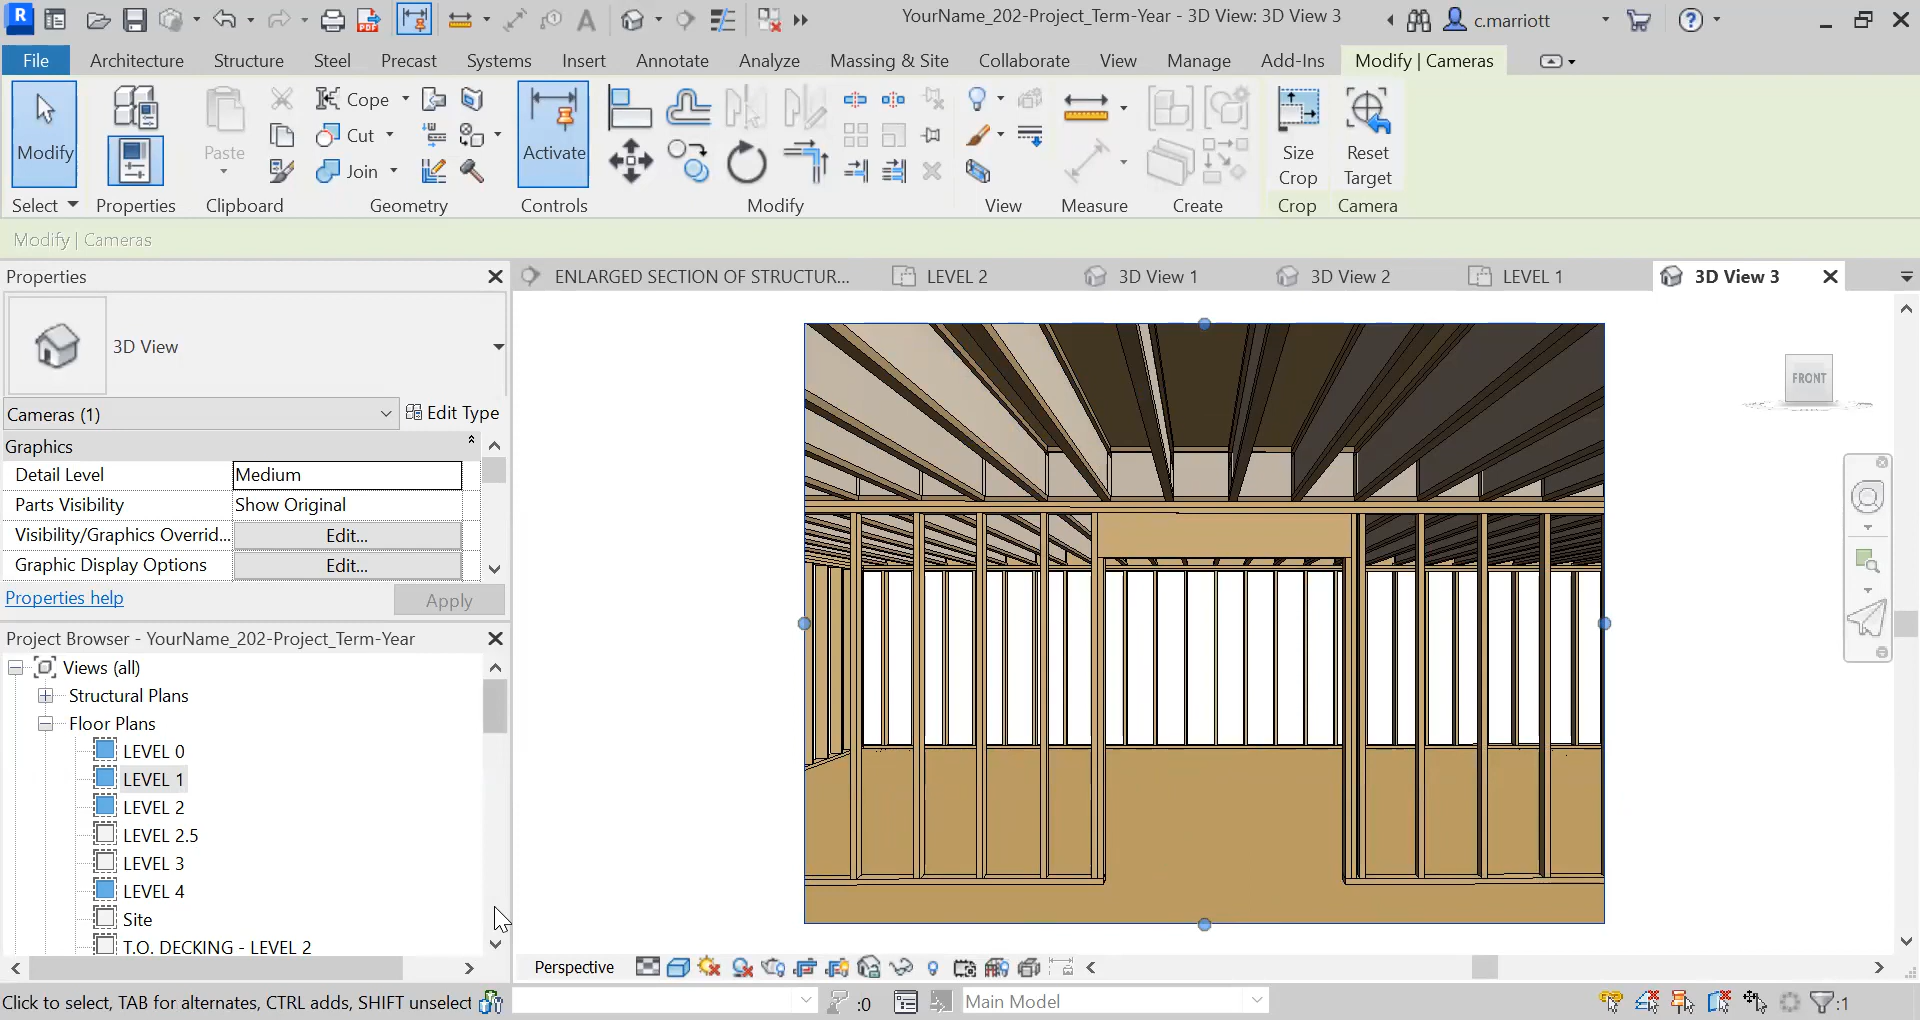 R
PDF
A
YourName_202-Project_Term-Year - 3D View: 3D View 3
c.marriott
?
File
Architecture
Structure
Steel
Precast
Systems
Insert
Annotate
Analyze
Massing & Site
Collaborate
View
Manage
Add-Ins
Modify | Cameras
Modify
Paste
Cope
Cut
Join
Activate
Size
Crop
Reset
Target
Select
Properties
Clipboard
Geometry
Controls
Modify
View
Measure
Create
Crop
Camera
Modify | Cameras
Properties
3D View
Cameras (1)
Edit Type
Graphics
Detail Level
Medium
Parts Visibility
Show Original
Visibility/Graphics Overrid...
Edit...
Graphic Display Options
Edit...
Properties help
Apply
Project Browser - YourName_202-Project_Term-Year
Views (all)
Structural Plans
Floor Plans
LEVEL 0
LEVEL 1
LEVEL 2
LEVEL 2.5
LEVEL 3
LEVEL 4
Site
T.O. DECKING - LEVEL 2
ENLARGED SECTION OF STRUCTUR...
LEVEL 2
3D View 1
3D View 2
LEVEL 1
3D View 3
FRONT
Perspective
Click to select, TAB for alternates, CTRL adds, SHIFT unselect
:0
Main Model
:1